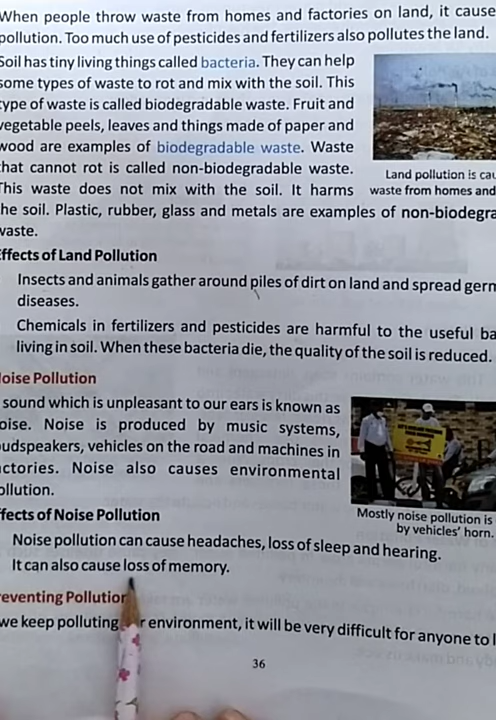 When people throw waste from homes and factories on land, it cause
pollution. Too much use of pesticides and fertilizers also pollutes the land.
Soil has tiny living things called bacteria. They can help
some types of waste to rot and mix with the soil. This
type of waste is called biodegradable waste. Fruit and
vegetable peels, leaves and things made of paper and
wood are examples of biodegradable waste. Waste
hat cannot rot is called non-biodegradable waste.
This waste does not mix with the soil. It harms
he soil. Plastic, rubber, glass and metals are examples of non-biodegra
waste.
Land pollution is cau
waste from homes and
Effects of Land Pollution
Insects and animals gather around piles of dirt on land and spread germ
diseases.
Chemicals in fertilizers and pesticides are harmful to the useful ba
living in soil. When these bacteria die, the quality of the soil is reduced.
Noise Pollution
sound which is unpleasant to our ears is known as
oise. Noise is produced by music systems,
oudspeakers, vehicles on the road and machines in
actories. Noise also causes environmental
ollution.
Mostly noise pollution is
by vehicles' horn.
ffects of Noise Pollution
Noise pollution can cause headaches, loss of sleep and hearing.
It can also cause loss of memory.
reventing Pollution
we keep polluting r environment, it will be very difficult for anyone to l
36